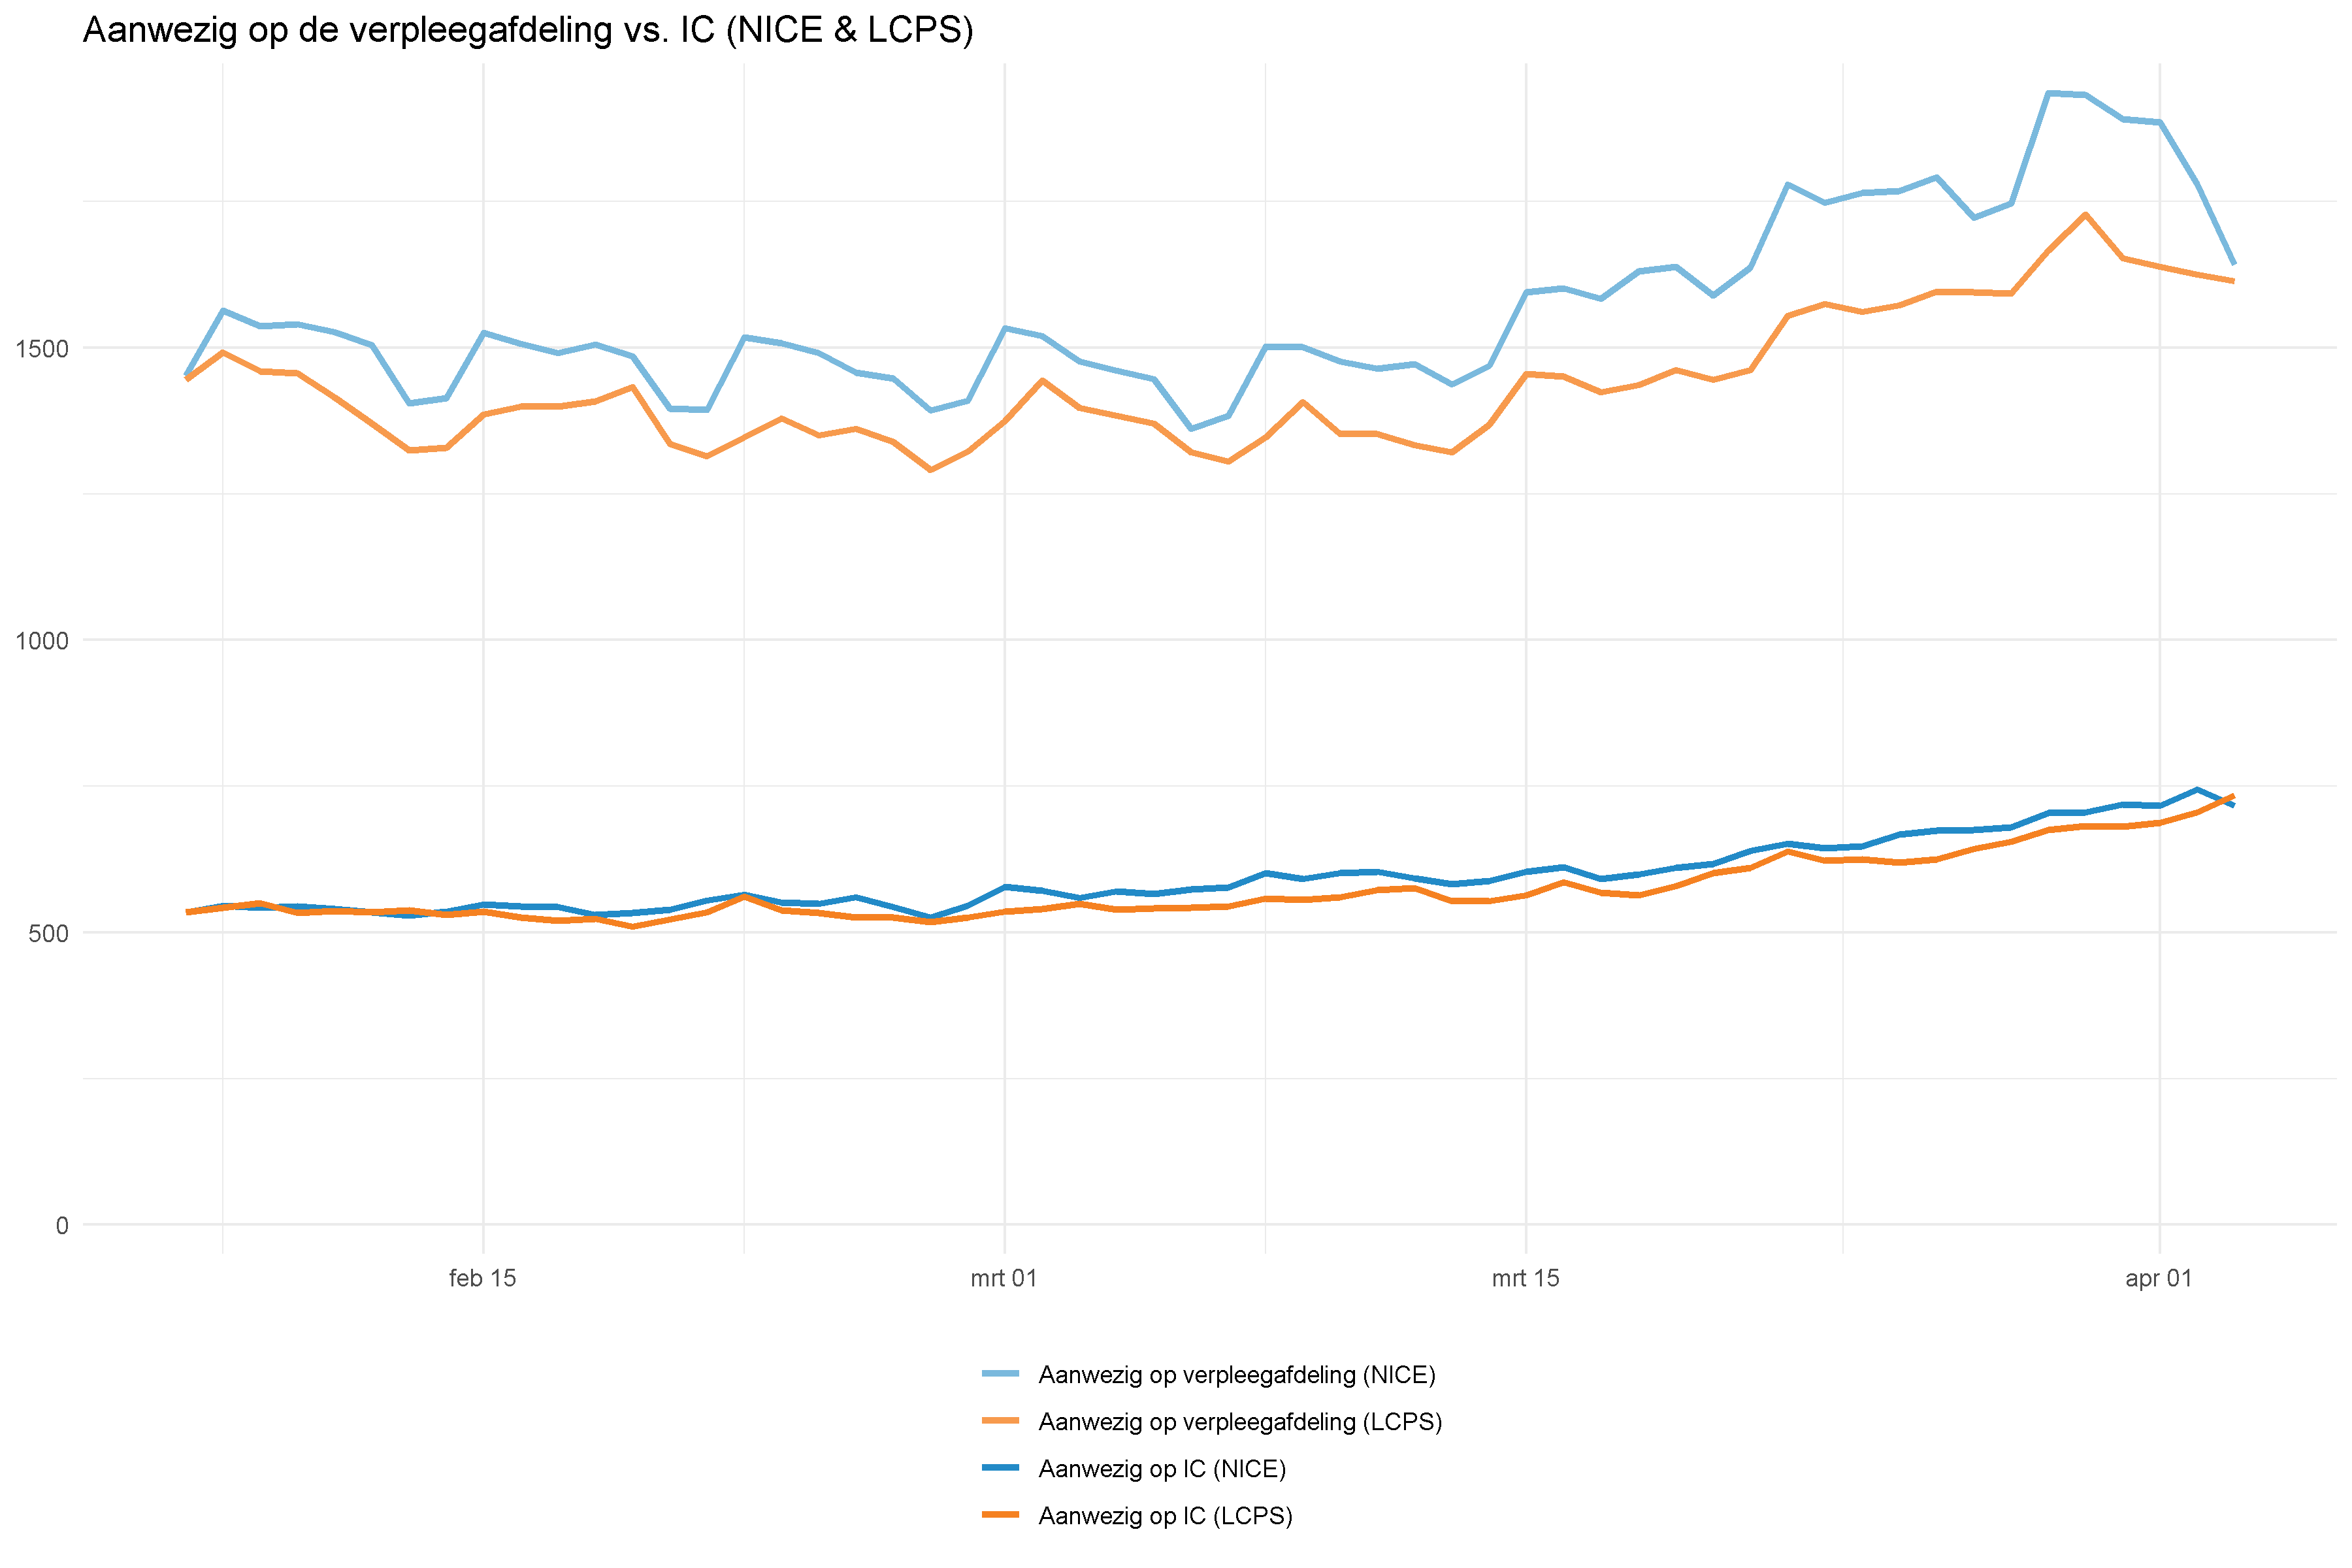 Aanwezig op de verpleegafdeling vs. IC (NICE & LCPS)
1500
1000
500
0
feb 15
mrt 01
mrt 15
apr 01
Aanwezig op verpleegafdeling (NICE)
Aanwezig op verpleegafdeling (LCPS)
Aanwezig op IC (NICE)
Aanwezig op IC (LCPS)